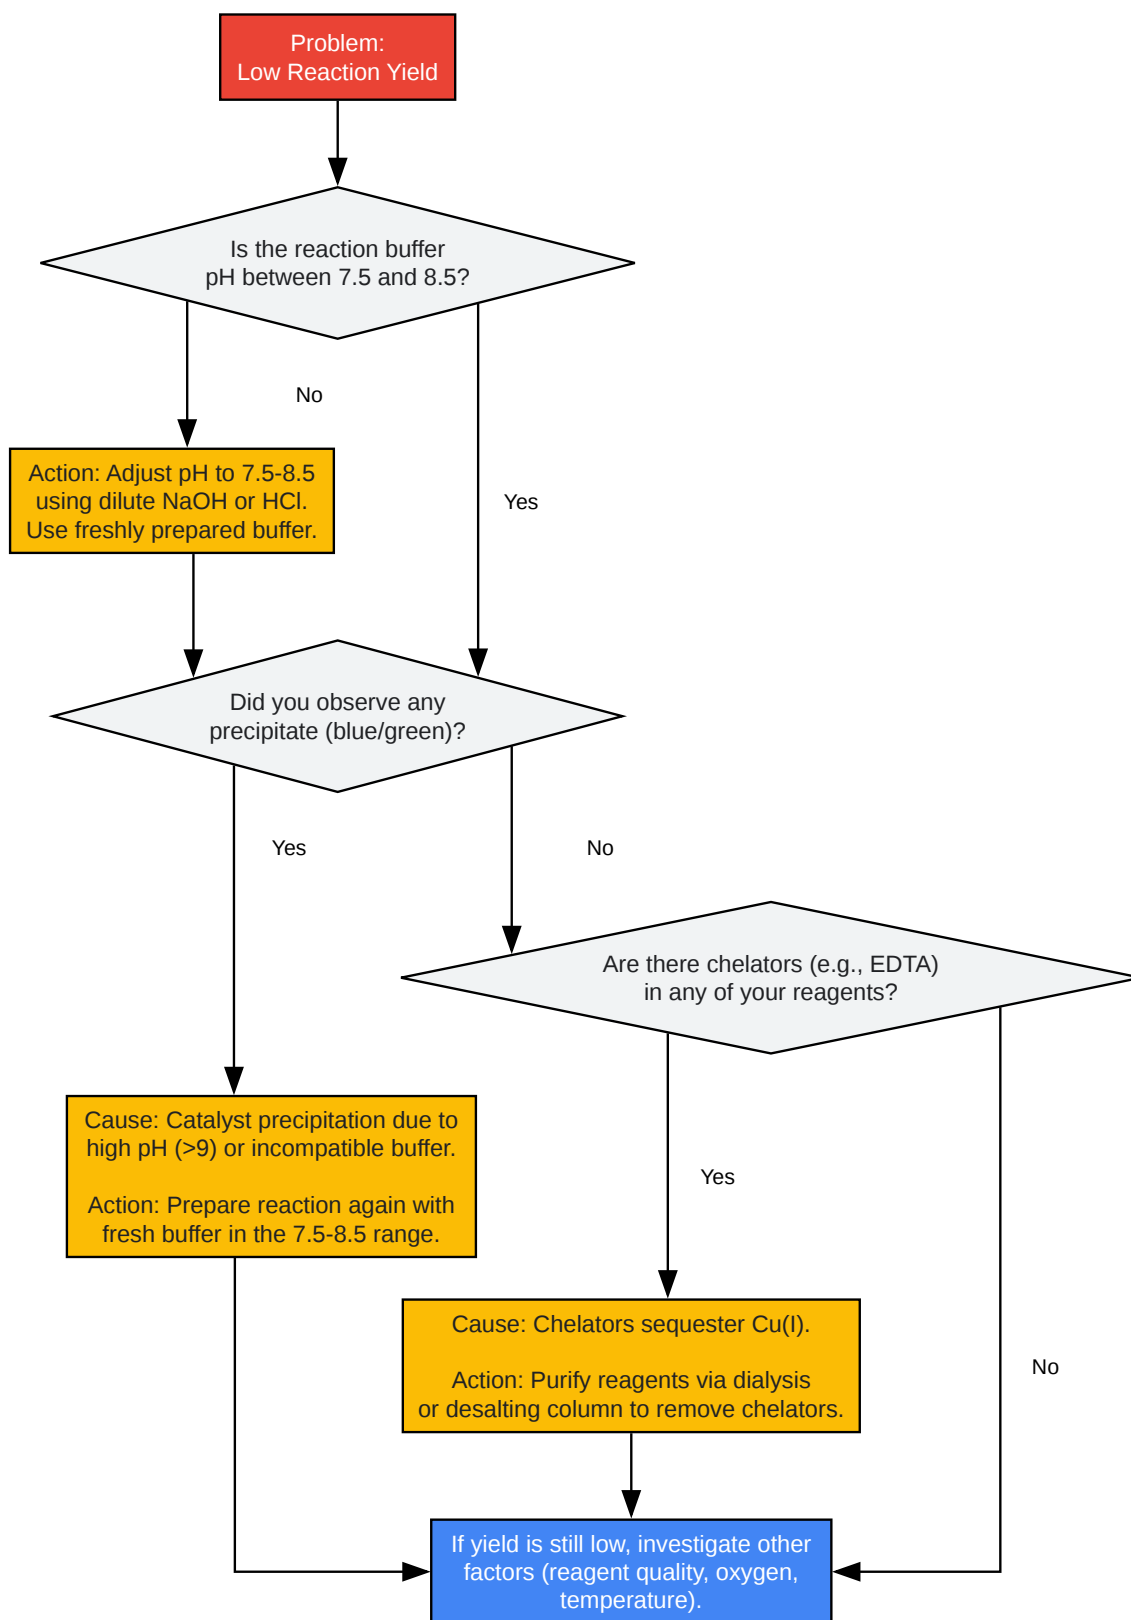 Problem:
Low Reaction Yield
Is the reaction buffer
pH between 7.5 and 8.5?
No
Action: Adjust pH to 7.5-8.5
using dilute NaOH or HCl.
Use freshly prepared buffer.
Yes
Did you observe any
precipitate (blue/green)?
Yes
No
Are there chelators (e.g., EDTA)
in any of your reagents?
Cause: Catalyst precipitation due to
high pH (>9) or incompatible buffer.
Action: Prepare reaction again with
fresh buffer in the 7.5-8.5 range.
Yes
Cause: Chelators sequester Cu(I).
Action: Purify reagents via dialysis
or desalting column to remove chelators.
No
If yield is still low, investigate other
factors (reagent quality, oxygen,
temperature).